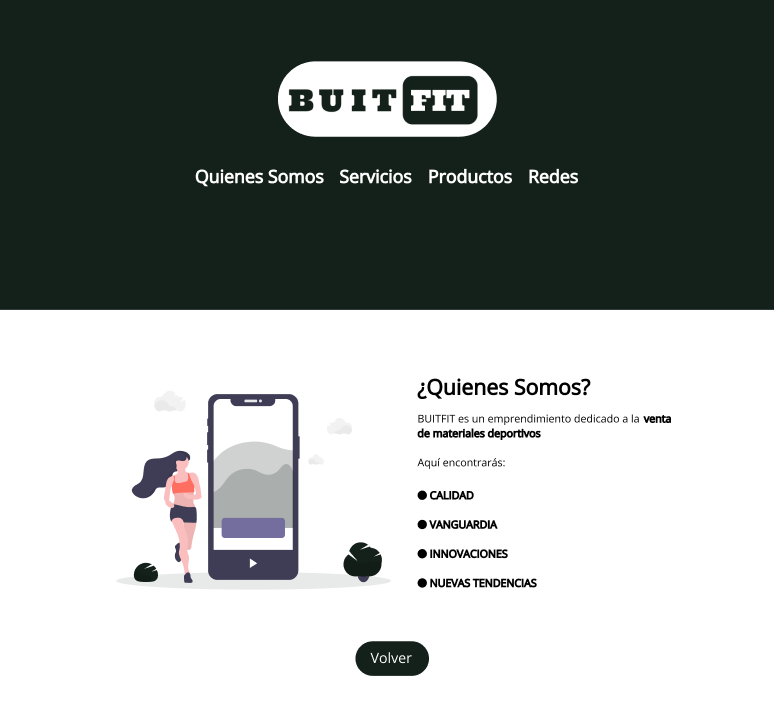 BUIT FIT
Quienes Somos Servicios Productos Redes
¿Quienes Somos?
BUITFIT es un emprendimiento dedicado a la venta
de materiales deportivos
Aquí encontrarás:
● CALIDAD
● VANGUARDIA
● INNOVACIONES
● NUEVAS TENDENCIAS
Volver